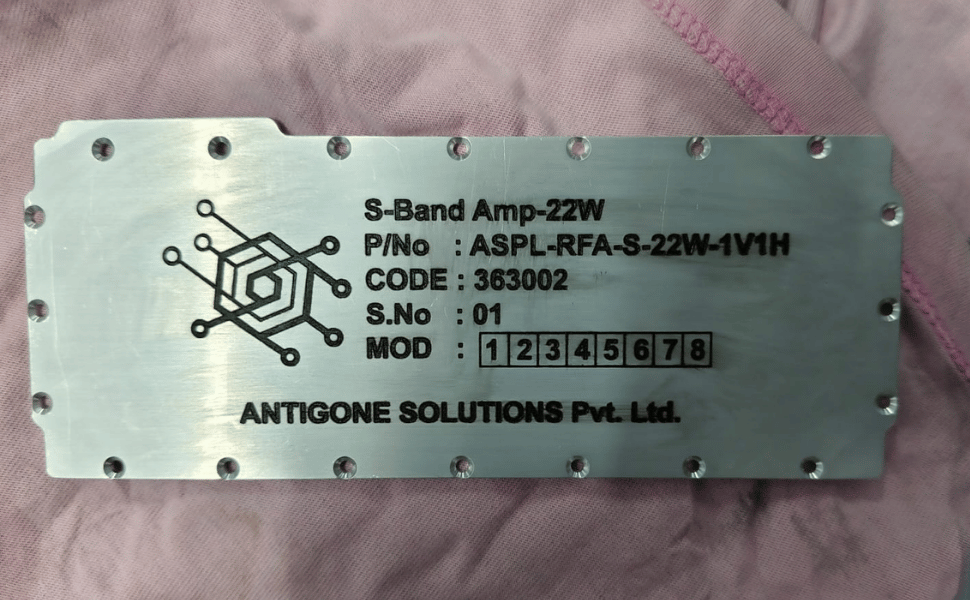 S-Band Amp-22W
P/No : ASPL-RFA-S-22W-1V1H
CODE : 363002
S.No : 01
MOD : 1 2 3 4 5 6 7 8
ANTIGONE SOLUTIONS Pvt. Ltd.